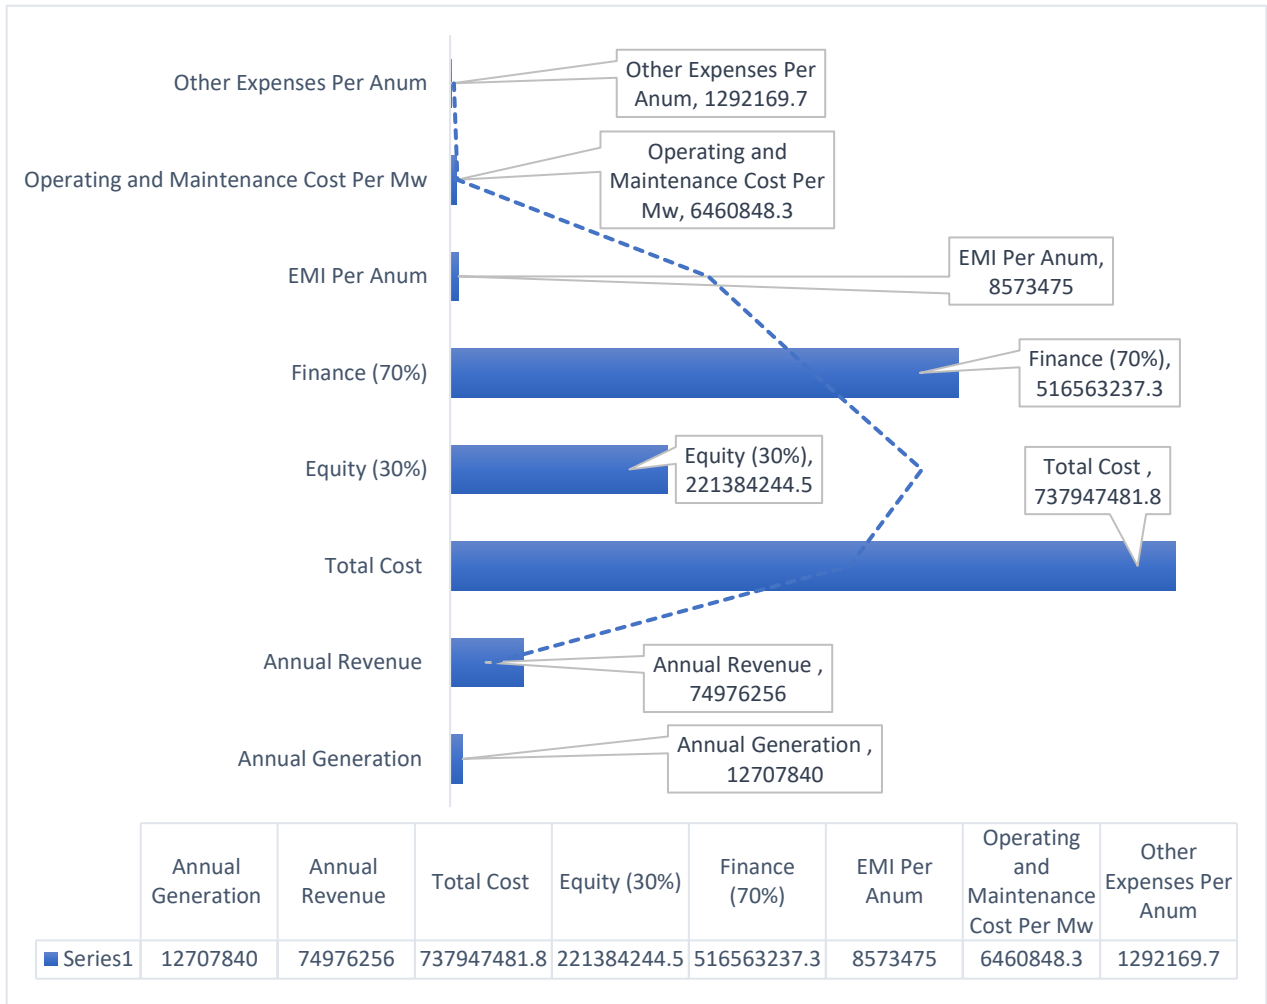 Other Expenses Per Anum
Other Expenses Per
Anum, 1292169.7
Operating and Maintenance Cost Per Mw
Operating and
Maintenance Cost Per
Mw, 6460848.3
EMI Per Anum
EMI Per Anum,
8573475
Finance (70%)
Finance (70%),
516563237.3
Equity (30%)
Equity (30%),
221384244.5
Total Cost
Total Cost ,
737947481.8
Annual Revenue
Annual Revenue ,
74976256
Annual Generation
Annual Generation ,
12707840
Annual
Generation
Annual
Revenue
Total Cost
Equity (30%)
Finance
(70%)
EMI Per
Anum
Operating
and
Maintenance
Cost Per Mw
Other
Expenses Per
Anum
Series1 12707840 74976256 737947481.8 221384244.5 516563237.3 8573475 6460848.3 1292169.7